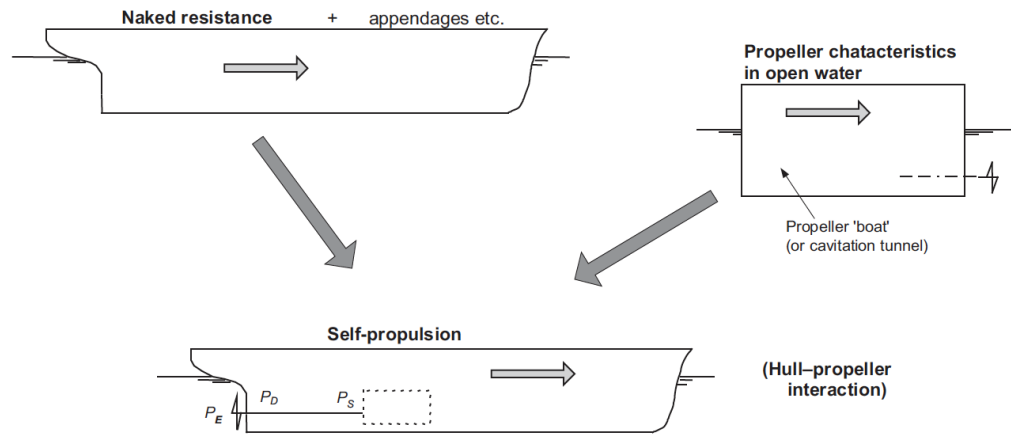 Naked resistance + appendages etc.
Propeller chatacteristics
in open water
Propeller 'boat'
(or cavitation tunnel)
Self-propulsion
(Hull–propeller
interaction)
P_D P_S
P_E